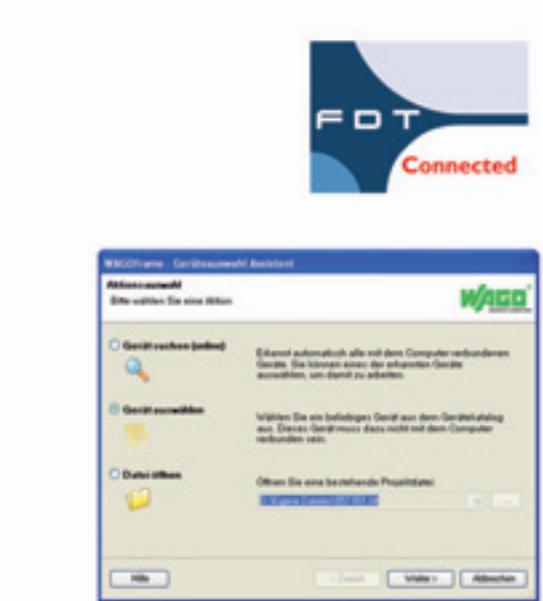 FDT
Connected
WAGOframe - Geräteauswahl Assistent
Aktionsauswahl
Bitte wählen Sie eine Aktion
WAGO
Gerät suchen (online)
Erkennt automatisch alle mit dem Computer verbundenen
Geräte. Sie können eines der erkannten Geräte
auswählen, um damit zu arbeiten.
Gerät auswählen
Wählen Sie ein beliebiges Gerät aus dem Gerätekatalog
aus. Dieses Gerät muss dazu nicht mit dem Computer
verbunden sein.
Datei öffnen
Öffnen Sie eine bestehende Projektdatei:
Hilfe
< Zurück
Weiter >
Abbrechen